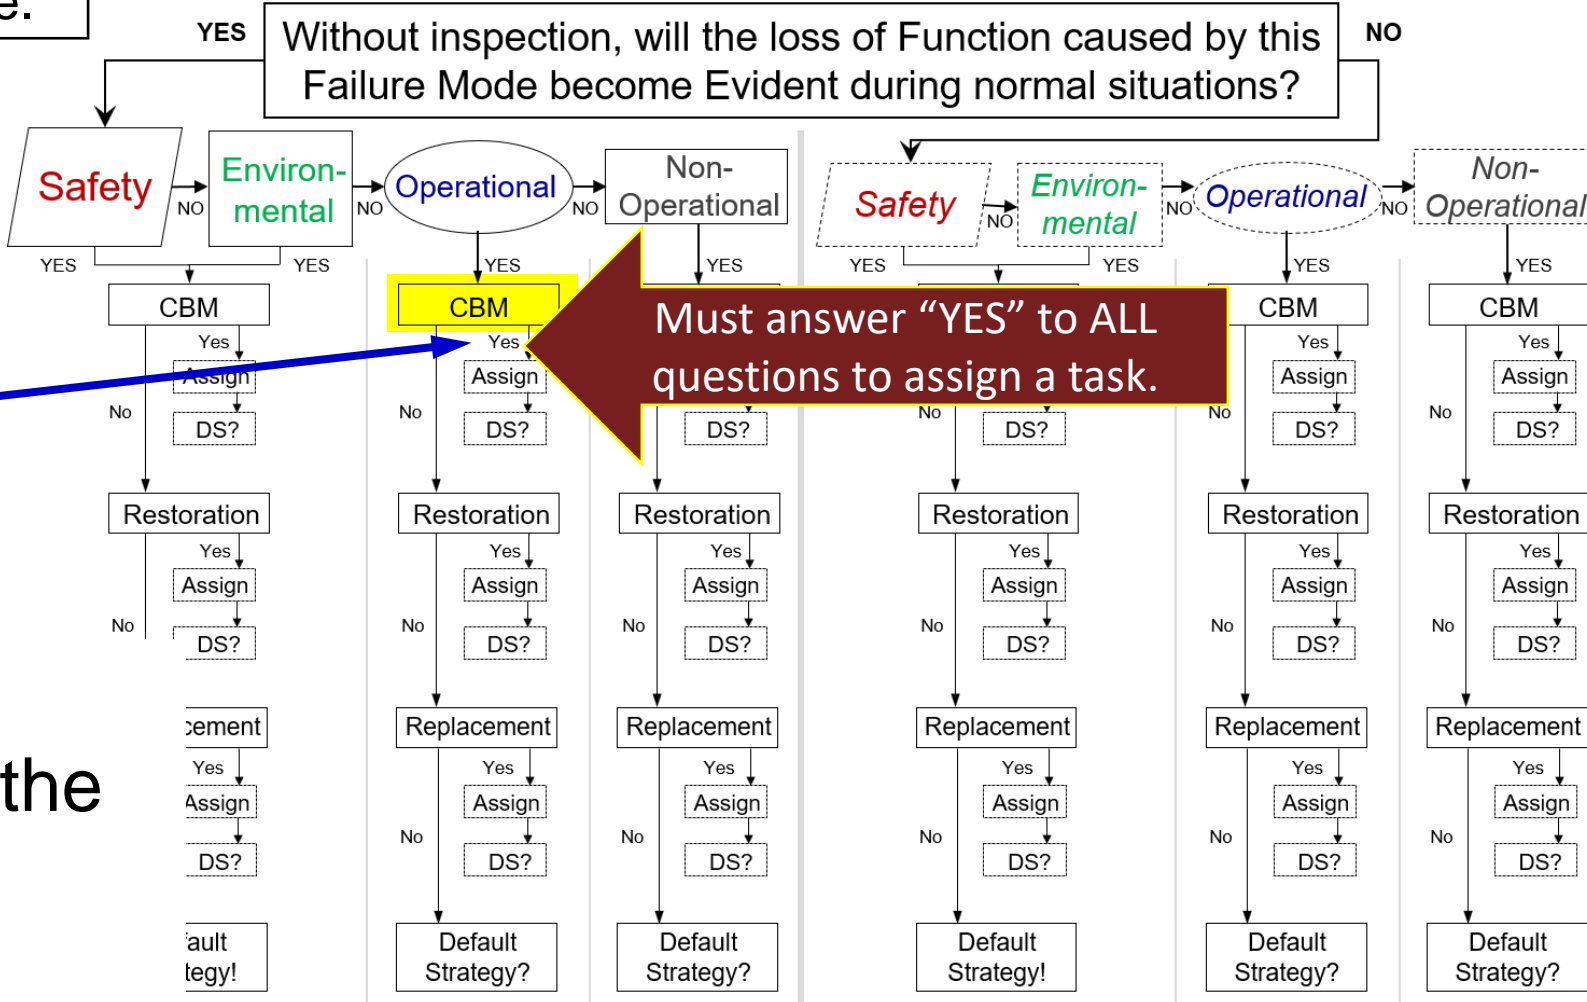 e.
YES
Without inspection, will the loss of Function caused by this
Failure Mode become Evident during normal situations?
NO
Safety
NO
Environ-
mental
NO
Operational
NO
Non-
Operational
Safety
NO
Environ-
mental
NO
Operational
NO
Non-
Operational
YES
YES
YES
YES
YES
YES
YES
YES
CBM
CBM
CBM
CBM
Must answer “YES” to ALL
questions to assign a task.
Yes
Yes
Yes
Yes
Assign
Assign
Assign
Assign
No
No
No
No
No
DS?
DS?
DS?
DS?
DS?
DS?
Restoration
Restoration
Restoration
Restoration
Restoration
Restoration
Yes
Yes
Yes
Yes
Yes
Yes
Assign
Assign
Assign
Assign
Assign
Assign
No
No
No
No
No
No
DS?
DS?
DS?
DS?
DS?
DS?
cement
Replacement
Replacement
Replacement
Replacement
Replacement
Yes
Yes
Yes
Yes
Yes
Yes
the
Assign
Assign
Assign
Assign
Assign
Assign
No
No
No
No
No
DS?
DS?
DS?
DS?
DS?
DS?
fault
tegy!
Default
Strategy?
Default
Strategy?
Default
Strategy!
Default
Strategy?
Default
Strategy?